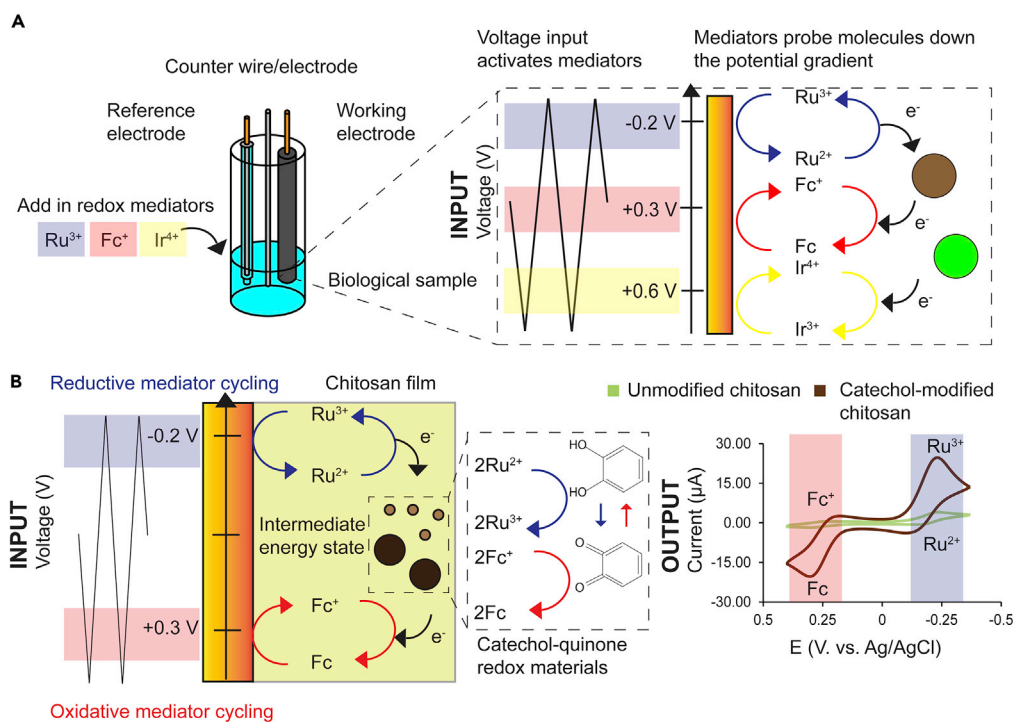 A
Counter wire/electrode
Reference
electrode
Working
electrode
Add in redox mediators
Ru³⁺
Fc⁺
Ir⁴⁺
Biological sample
Voltage input
activates mediators
Mediators probe molecules down
the potential gradient
INPUT
Voltage (V)
-0.2 V
+0.3 V
+0.6 V
Ru³⁺
e⁻
Ru²⁺
Fc⁺
e⁻
Fc
Ir⁴⁺
e⁻
Ir³⁺
B
Reductive mediator cycling
Chitosan film
INPUT
Voltage (V)
-0.2 V
+0.3 V
Ru³⁺
e⁻
Ru²⁺
Intermediate
energy state
Fc⁺
e⁻
Fc
Oxidative mediator cycling
2Ru²⁺
2Ru³⁺
2Fc⁺
2Fc
HO
HO
O
O
Catechol-quinone
redox materials
Unmodified chitosan
Catechol-modified
chitosan
OUTPUT
Current (µA)
30.00
15.00
0.00
-15.00
-30.00
Ru³⁺
Fc⁺
Ru²⁺
Fc
0.5
0.25
0
-0.25
-0.5
E (V. vs. Ag/AgCl)